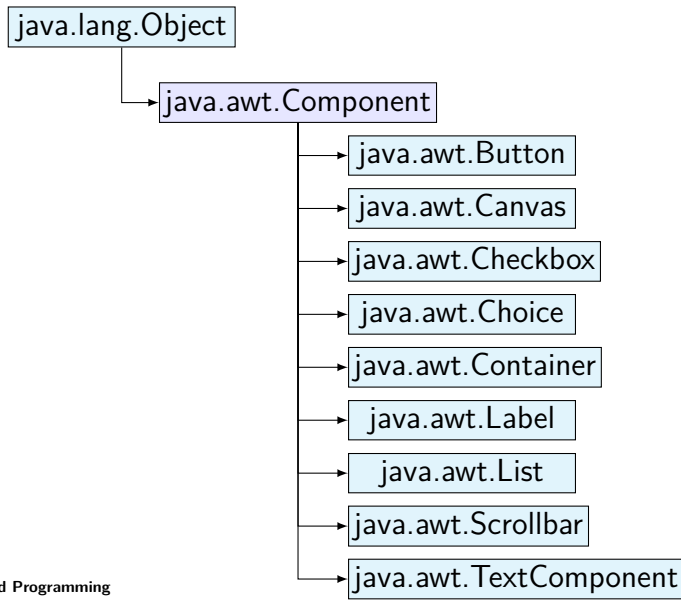 java.lang.Object
java.awt.Component
java.awt.Button
java.awt.Canvas
java.awt.Checkbox
java.awt.Choice
java.awt.Container
java.awt.Label
java.awt.List
java.awt.Scrollbar
java.awt.TextComponent
d Programming